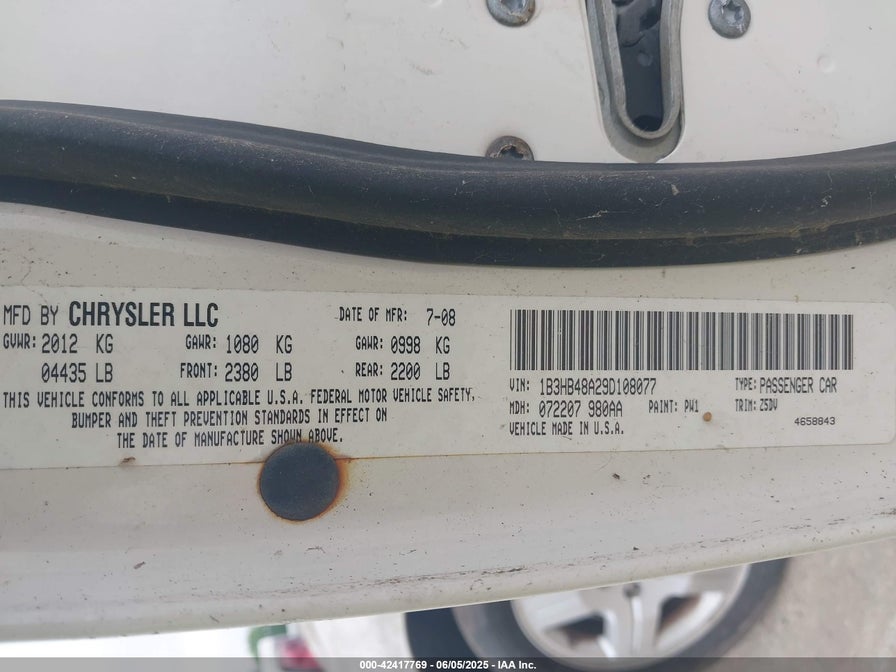 MFD BY CHRYSLER LLC DATE OF MFR: 7-08
GVWR: 2012 KG GAWR: 1080 KG GAWR: 0998 KG
04435 LB FRONT: 2380 LB REAR: 2200 LB
THIS VEHICLE CONFORMS TO ALL APPLICABLE U.S.A. FEDERAL MOTOR VEHICLE SAFETY,
BUMPER AND THEFT PREVENTION STANDARDS IN EFFECT ON
THE DATE OF MANUFACTURE SHOWN ABOVE.
VIN: 1B3HB48A29D108077 TYPE: PASSENGER CAR
MDH: 072207 980AA PAINT: PW1 TRIM: Z5DV
VEHICLE MADE IN U.S.A. 4658843
000-42417769 - 06/05/2025 - IAA Inc.